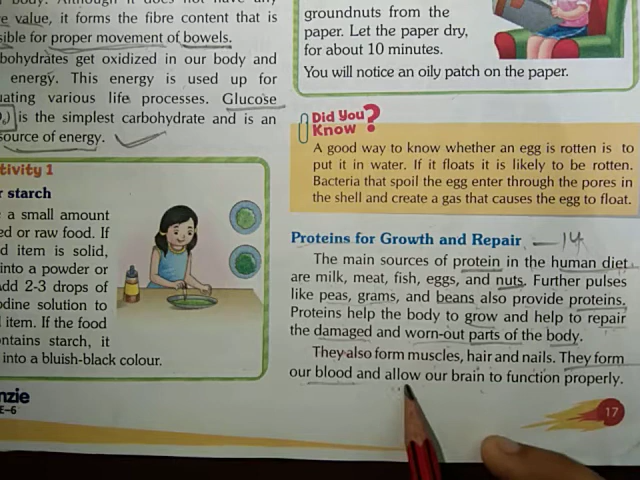 body. Although it does not have any
value, it forms the fibre content that is
sible for proper movement of bowels.
bohydrates get oxidized in our body and
energy. This energy is used up for
uating various life processes. Glucose
is the simplest carbohydrate and is an
source of energy.
tivity 1
r starch
a small amount
ed or raw food. If
d item is solid,
into a powder or
Add 2-3 drops of
odine solution to
item. If the food
ontains starch, it
into a bluish-black colour.
nzie
E-6
groundnuts from the
paper. Let the paper dry,
for about 10 minutes.
You will notice an oily patch on the paper.
Did You
Know ?
A good way to know whether an egg is rotten is to
put it in water. If it floats it is likely to be rotten.
Bacteria that spoil the egg enter through the pores in
the shell and create a gas that causes the egg to float.
Proteins for Growth and Repair — 14
The main sources of protein in the human diet
are milk, meat, fish, eggs, and nuts. Further pulses
like peas, grams, and beans also provide proteins.
Proteins help the body to grow and help to repair
the damaged and worn-out parts of the body.
They also form muscles, hair and nails. They form
our blood and allow our brain to function properly.
17